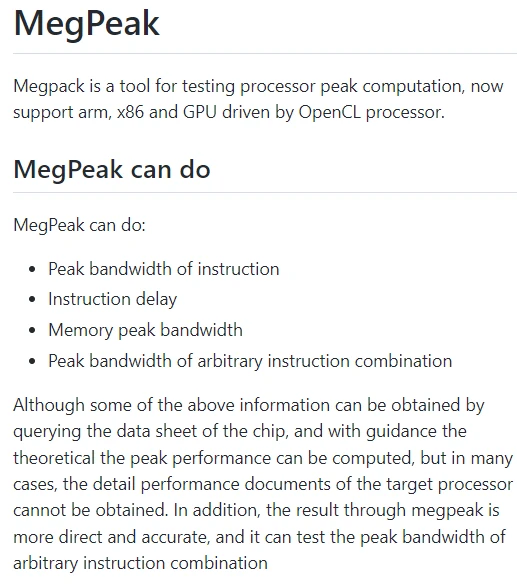 MegPeak
Megpack is a tool for testing processor peak computation, now
support arm, x86 and GPU driven by OpenCL processor.
MegPeak can do
MegPeak can do:
• Peak bandwidth of instruction
• Instruction delay
• Memory peak bandwidth
• Peak bandwidth of arbitrary instruction combination
Although some of the above information can be obtained by
querying the data sheet of the chip, and with guidance the
theoretical the peak performance can be computed, but in many
cases, the detail performance documents of the target processor
cannot be obtained. In addition, the result through megpeak is
more direct and accurate, and it can test the peak bandwidth of
arbitrary instruction combination